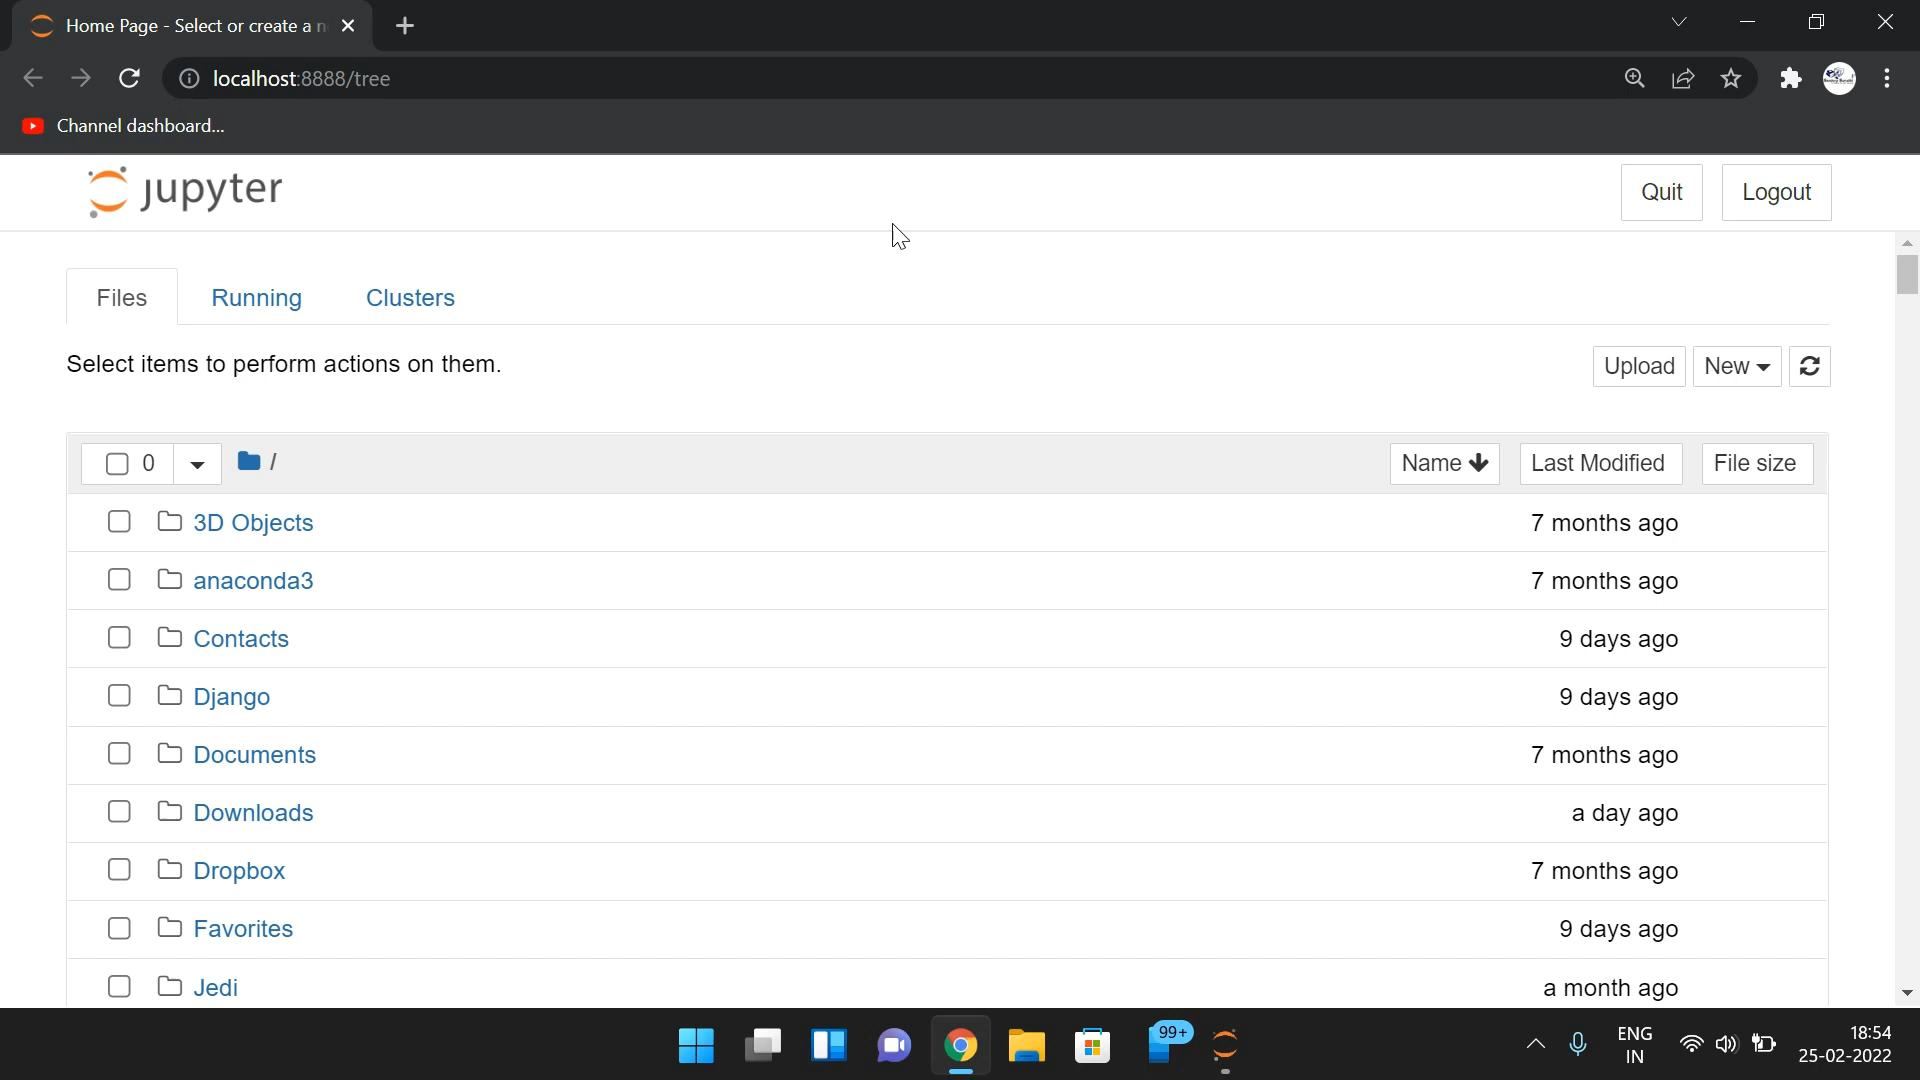 Home Page - Select or create a n
localhost:8888/tree
Channel dashboard...
jupyter
Quit
Logout
Files
Running
Clusters
Select items to perform actions on them.
Upload
New
0
/
Name
Last Modified
File size
3D Objects
7 months ago
anaconda3
7 months ago
Contacts
9 days ago
Django
9 days ago
Documents
7 months ago
Downloads
a day ago
Dropbox
7 months ago
Favorites
9 days ago
Jedi
a month ago
99+
ENG
IN
18:54
25-02-2022